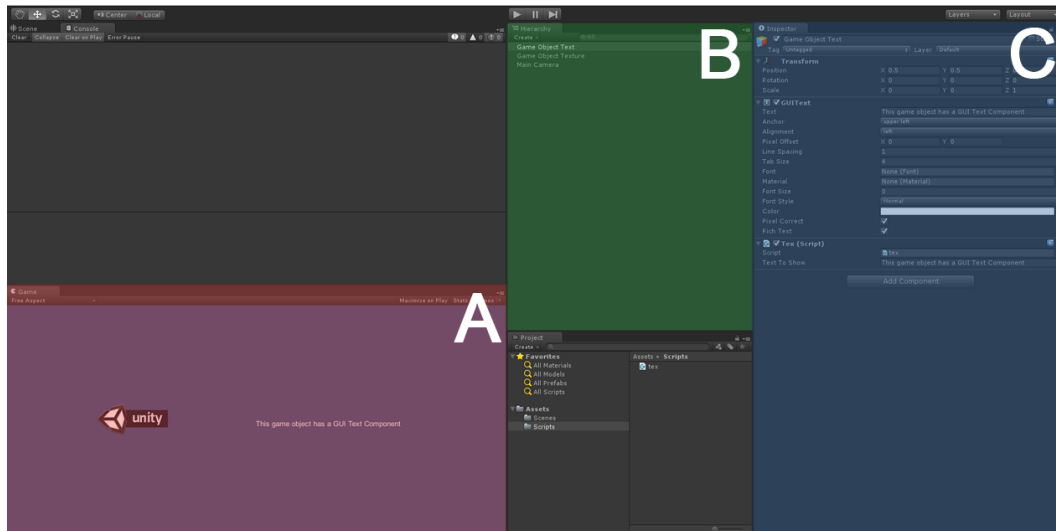 Center Local
Layers Layout
Scene Console
Clear Collapse Clear on Play Error Pause 0 0 0
Game
Free Aspect Maximize on Play Stats
A
unity
This game object has a GUI Text Component
Hierarchy
Create
B
Game Object Text
Game Object Texture
Main Camera
Project
Create
Favorites
All Materials
All Models
All Prefabs
All Scripts
Assets
Scenes
Scripts
Assets Scripts
tex
Inspector
C
Game Object Text
Tag Untagged Layer Default
Transform
Position X 0.5 Y 0.5 Z
Rotation X 0 Y 0 Z 0
Scale X 0 Y 0 Z 1
GUIText
Text This game object has a GUI Text Component
Anchor upper left
Alignment left
Pixel Offset X 0 Y 0
Line Spacing 1
Tab Size 4
Font None (Font)
Material None (Material)
Font Size 0
Font Style Normal
Color
Pixel Correct
Rich Text
Tex (Script)
Script tex
Text To Show This game object has a GUI Text Component
Add Component